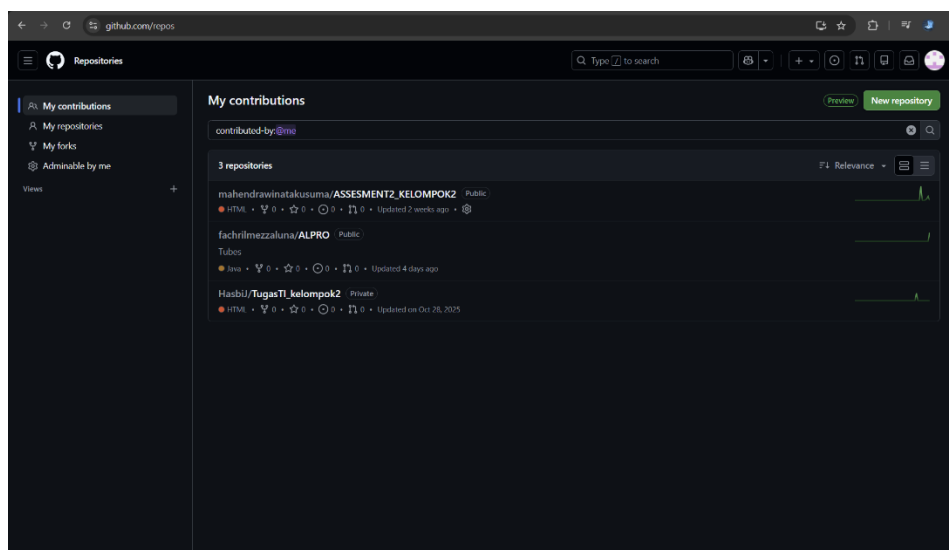 github.com/repos
Repositories
Type / to search
My contributions
My repositories
My forks
Adminable by me
Views
My contributions
Preview
New repository
contributed-by:@me
3 repositories
Relevance
mahendrawinatakusuma/ASSESMENT2_KELOMPOK2 Public
HTML • 0 • 0 • 0 • 0 • Updated 2 weeks ago
fachrilmezzaluna/ALPRO Public
Tubes
Java • 0 • 0 • 0 • 0 • Updated 4 days ago
HasbiJ/TugasTI_kelompok2 Private
HTML • 0 • 0 • 0 • 0 • Updated on Oct 28, 2025